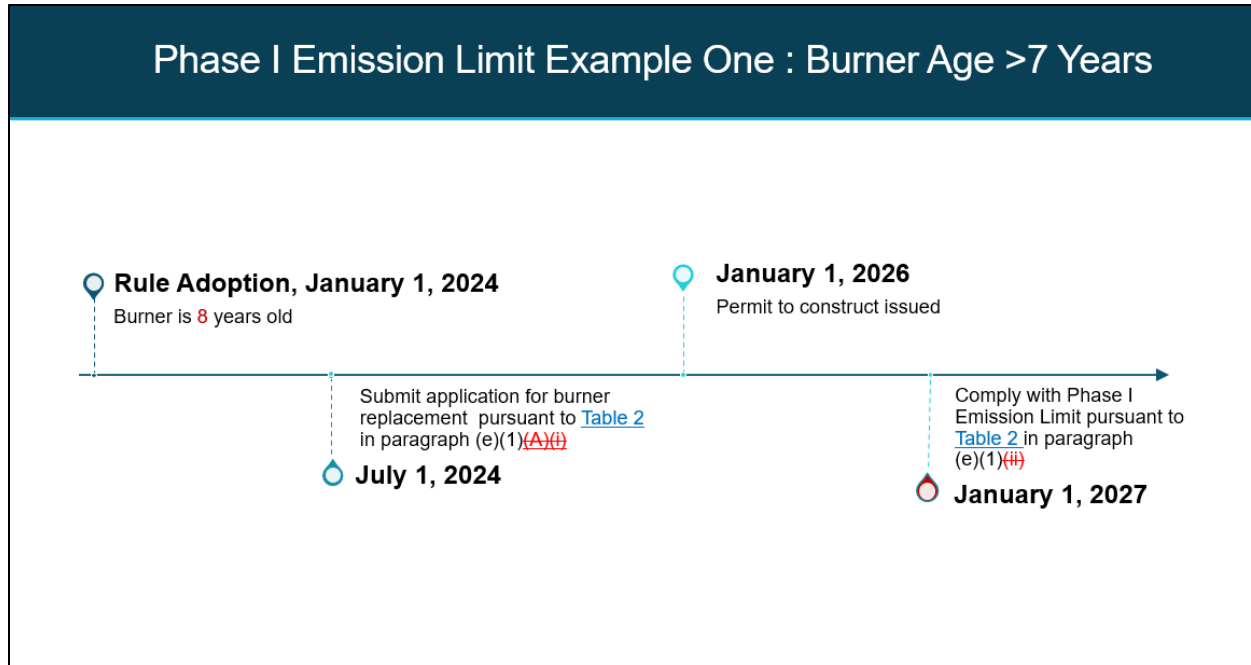 Phase I Emission Limit Example One : Burner Age >7 Years
Rule Adoption, January 1, 2024
Burner is 8 years old
January 1, 2026
Permit to construct issued
Submit application for burner
replacement pursuant to Table 2
in paragraph (e)(1)(A)(i)
July 1, 2024
Comply with Phase I
Emission Limit pursuant to
Table 2 in paragraph
(e)(1)(ii)
January 1, 2027